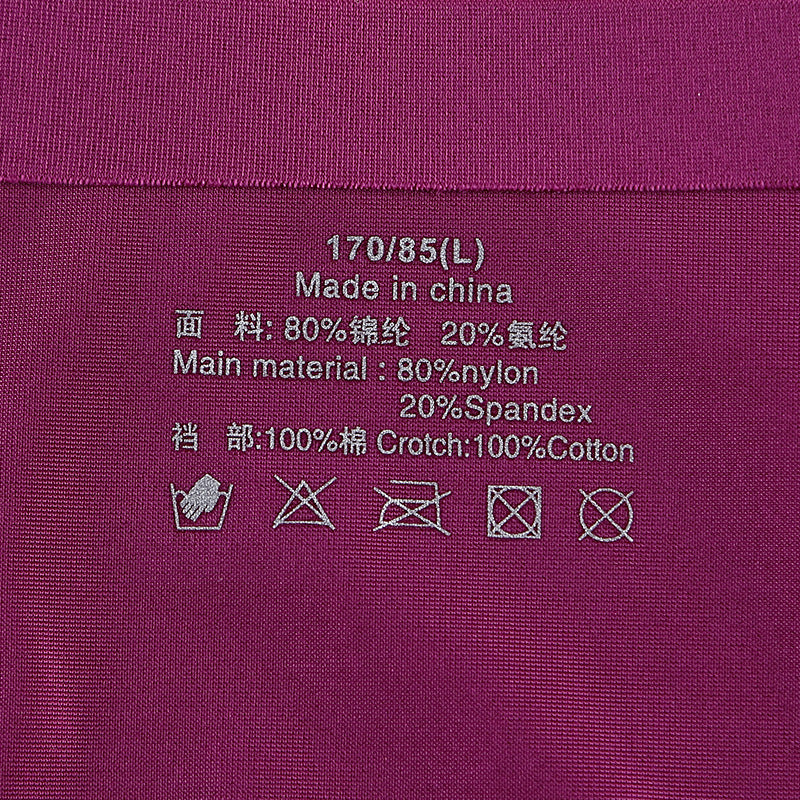 170/85(L)
Made in china
面 料: 80%锦纶 20%氨纶
Main material : 80%nylon
20%Spandex
裆 部:100%棉 Crotch:100%Cotton